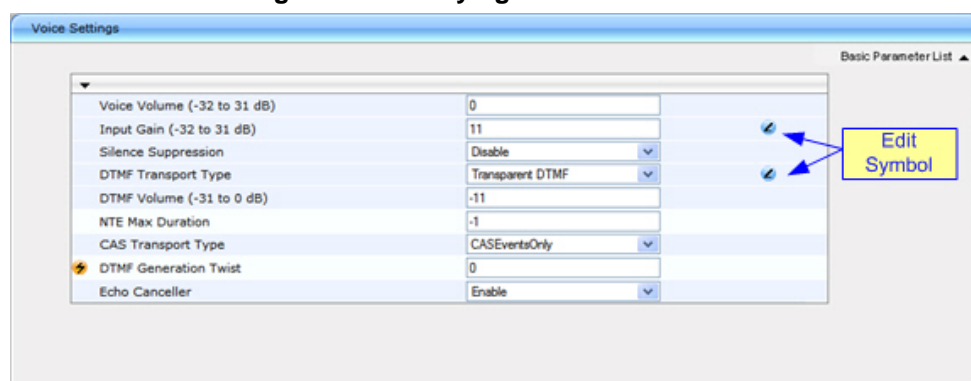 Voice Settings
Basic Parameter List
Voice Volume (-32 to 31 dB) 0
Input Gain (-32 to 31 dB) 11
Silence Suppression Disable
DTMF Transport Type Transparent DTMF
DTMF Volume (-31 to 0 dB) -11
NTE Max Duration -1
CAS Transport Type CASEventsOnly
DTMF Generation Twist 0
Echo Canceller Enable
Edit
Symbol